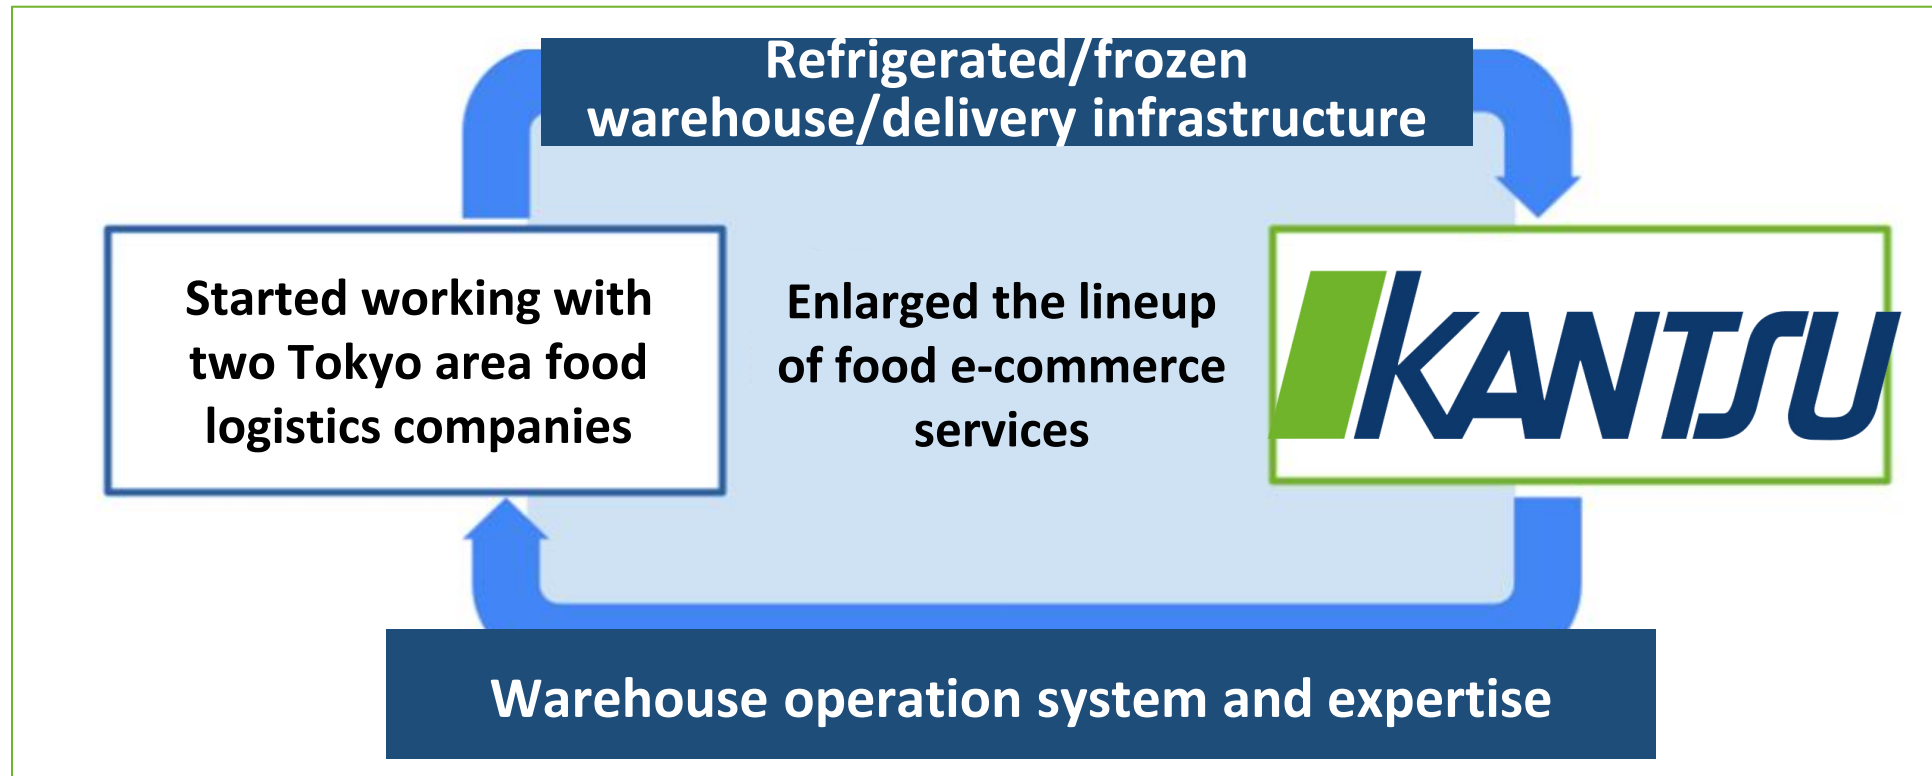 Refrigerated/frozen
warehouse/delivery infrastructure
Started working with
two Tokyo area food
logistics companies
Enlarged the lineup
of food e-commerce
services
KANTSU
Warehouse operation system and expertise